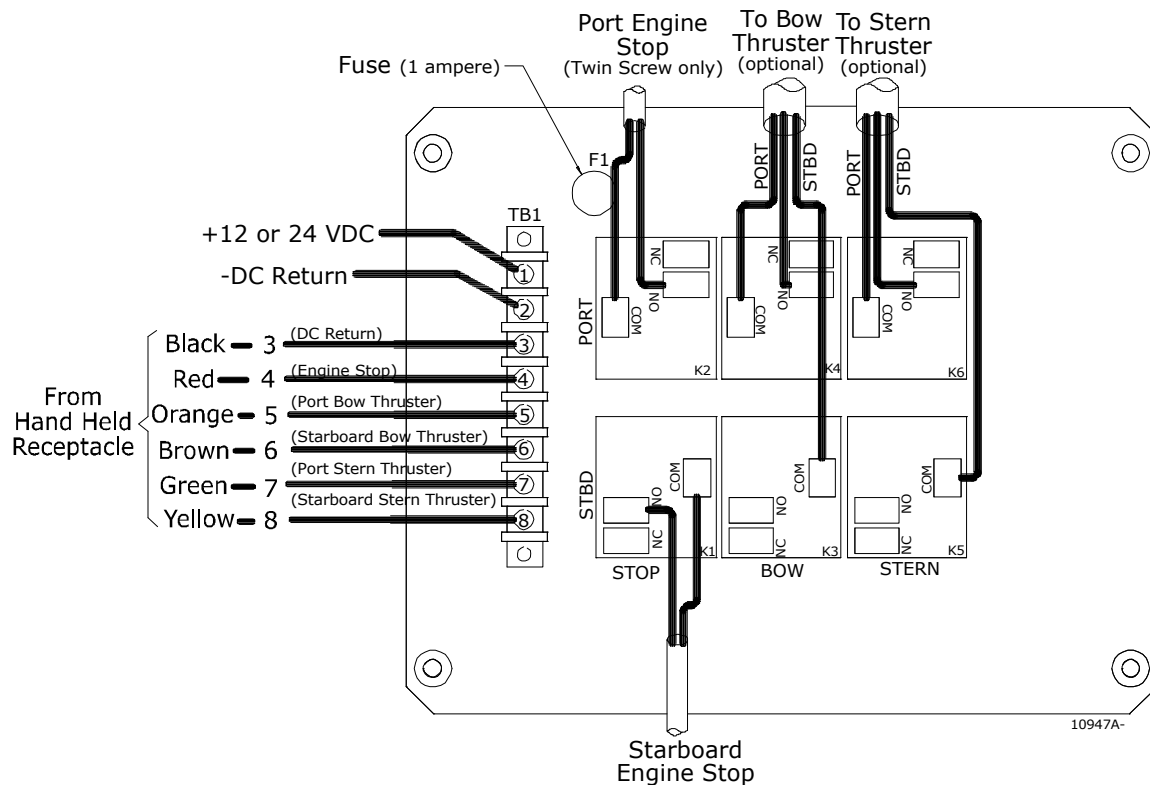 Port Engine
Stop
(Twin Screw only)
To Bow
Thruster
(optional)
To Stern
Thruster
(optional)
Fuse (1 ampere)
F1
PORT
STBD
PORT
STBD
TB1
+12 or 24 VDC
-DC Return
1
2
3
4
5
6
7
8
From
Hand Held
Receptacle
Black - 3 (DC Return)
Red - 4 (Engine Stop)
Orange - 5 (Port Bow Thruster)
Brown - 6 (Starboard Bow Thruster)
Green - 7 (Port Stern Thruster)
Yellow - 8 (Starboard Stern Thruster)
PORT
NC
NO
COM
K2
NC
NO
COM
K4
NC
NO
COM
K6
STBD
COM
NO
NC
K1
COM
NO
NC
K3
COM
NO
NC
K5
STOP
BOW
STERN
10947A-
Starboard
Engine Stop